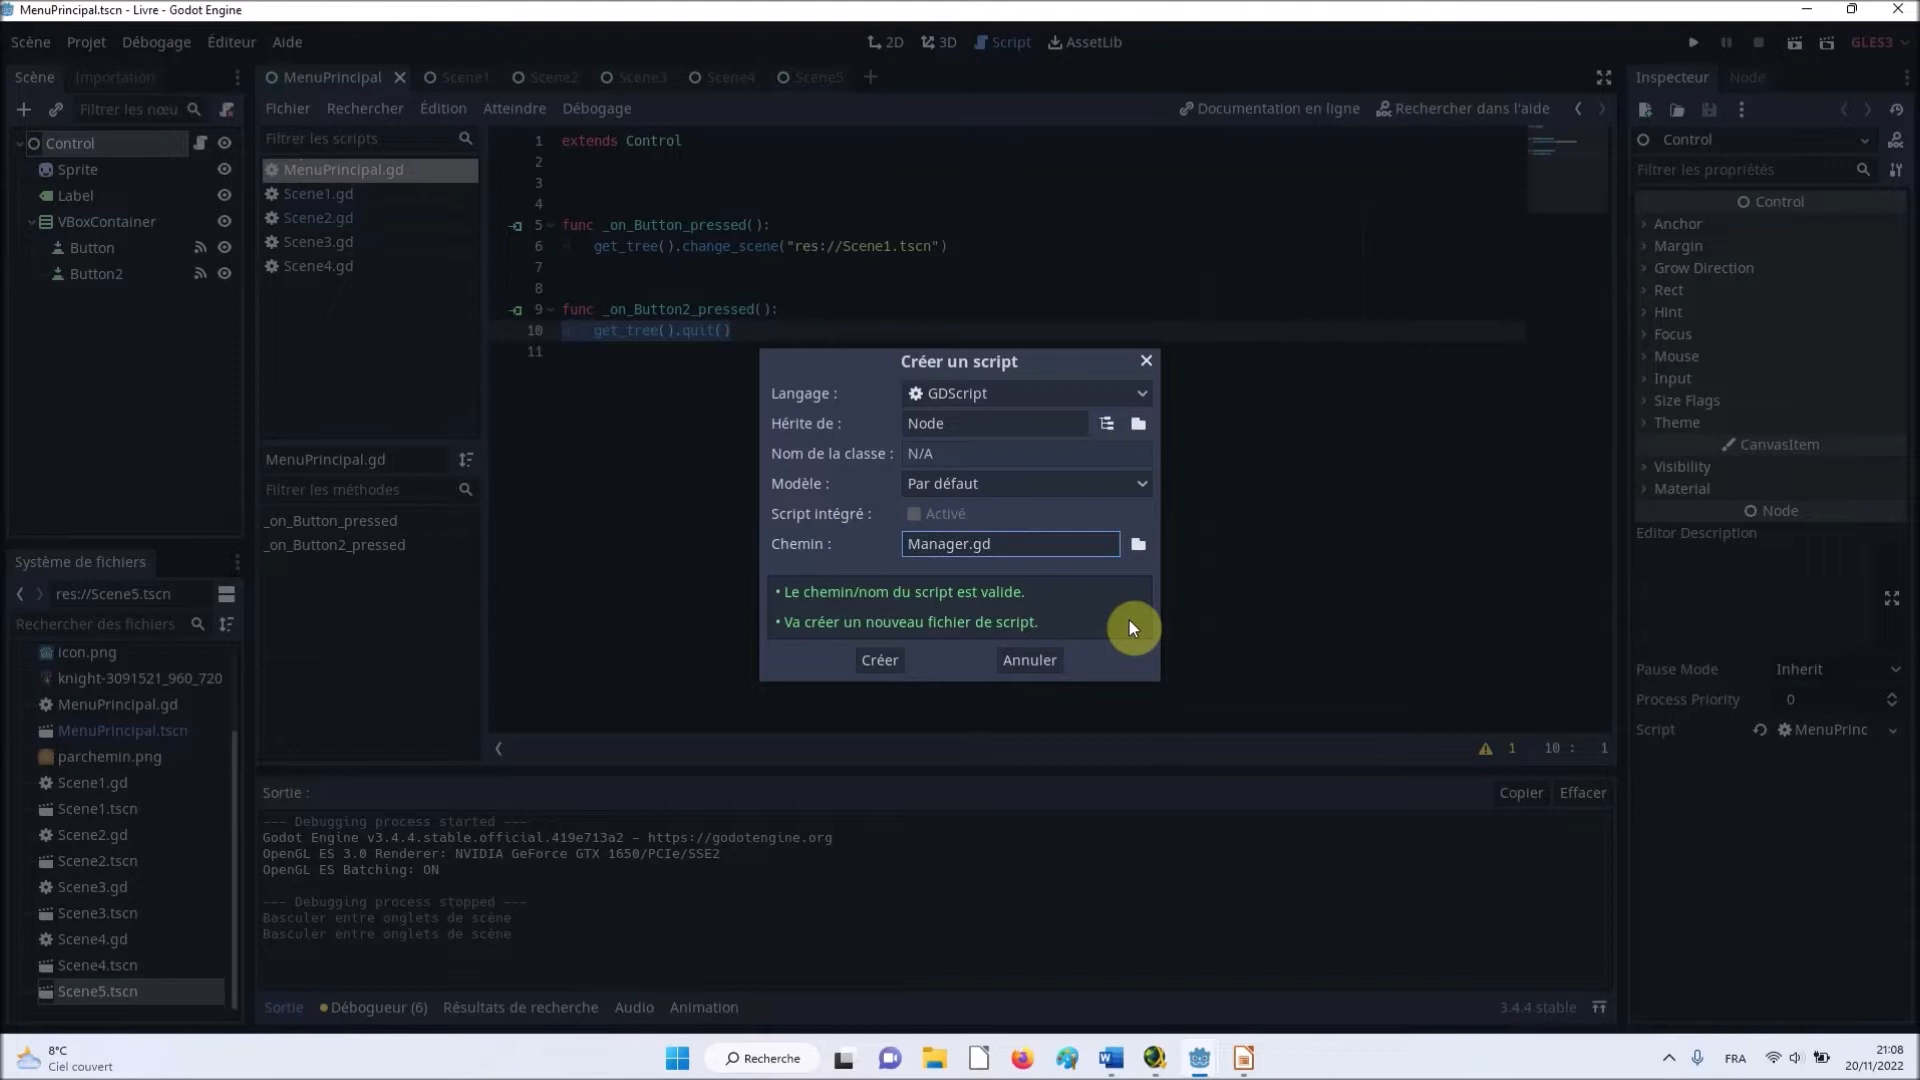 MenuPrincipal.tscn - Livre - Godot Engine
Scène Projet Débogage Éditeur Aide
2D 3D Script AssetLib
GLES3
Scène Importation
MenuPrincipal Scene1 Scene2 Scene3 Scene4 Scene5
Inspecteur Node
Filtrer les nœu
Fichier Rechercher Édition Atteindre Débogage
Documentation en ligne Rechercher dans l'aide
Control
Sprite
Label
VBoxContainer
Button
Button2
Filtrer les scripts
MenuPrincipal.gd
Scene1.gd
Scene2.gd
Scene3.gd
Scene4.gd
MenuPrincipal.gd
Filtrer les méthodes
_on_Button_pressed
_on_Button2_pressed
1 extends Control
2
3
4
5 func _on_Button_pressed():
6 get_tree().change_scene("res://Scene1.tscn")
7
8
9 func _on_Button2_pressed():
10 get_tree().quit()
11
1 10 : 1
Créer un script
Langage : GDScript
Hérite de : Node
Nom de la classe : N/A
Modèle : Par défaut
Script intégré : Activé
Chemin : Manager.gd
• Le chemin/nom du script est valide.
• Va créer un nouveau fichier de script.
Créer Annuler
Control
Filtrer les propriétés
Control
Anchor
Margin
Grow Direction
Rect
Hint
Focus
Mouse
Input
Size Flags
Theme
CanvasItem
Visibility
Material
Node
Editor Description
Pause Mode Inherit
Process Priority 0
Script MenuPrinc
Système de fichiers
res://Scene5.tscn
Rechercher des fichiers
icon.png
knight-3091521_960_720
MenuPrincipal.gd
MenuPrincipal.tscn
parchemin.png
Scene1.gd
Scene1.tscn
Scene2.gd
Scene2.tscn
Scene3.gd
Scene3.tscn
Scene4.gd
Scene4.tscn
Scene5.tscn
Sortie :
Copier Effacer
--- Debugging process started ---
Godot Engine v3.4.4.stable.official.419e713a2 - https://godotengine.org
OpenGL ES 3.0 Renderer: NVIDIA GeForce GTX 1650/PCIe/SSE2
OpenGL ES Batching: ON
--- Debugging process stopped ---
Basculer entre onglets de scène
Basculer entre onglets de scène
Sortie Débogueur (6) Résultats de recherche Audio Animation
3.4.4.stable
8°C
Ciel couvert
Recherche
FRA
21:08
20/11/2022